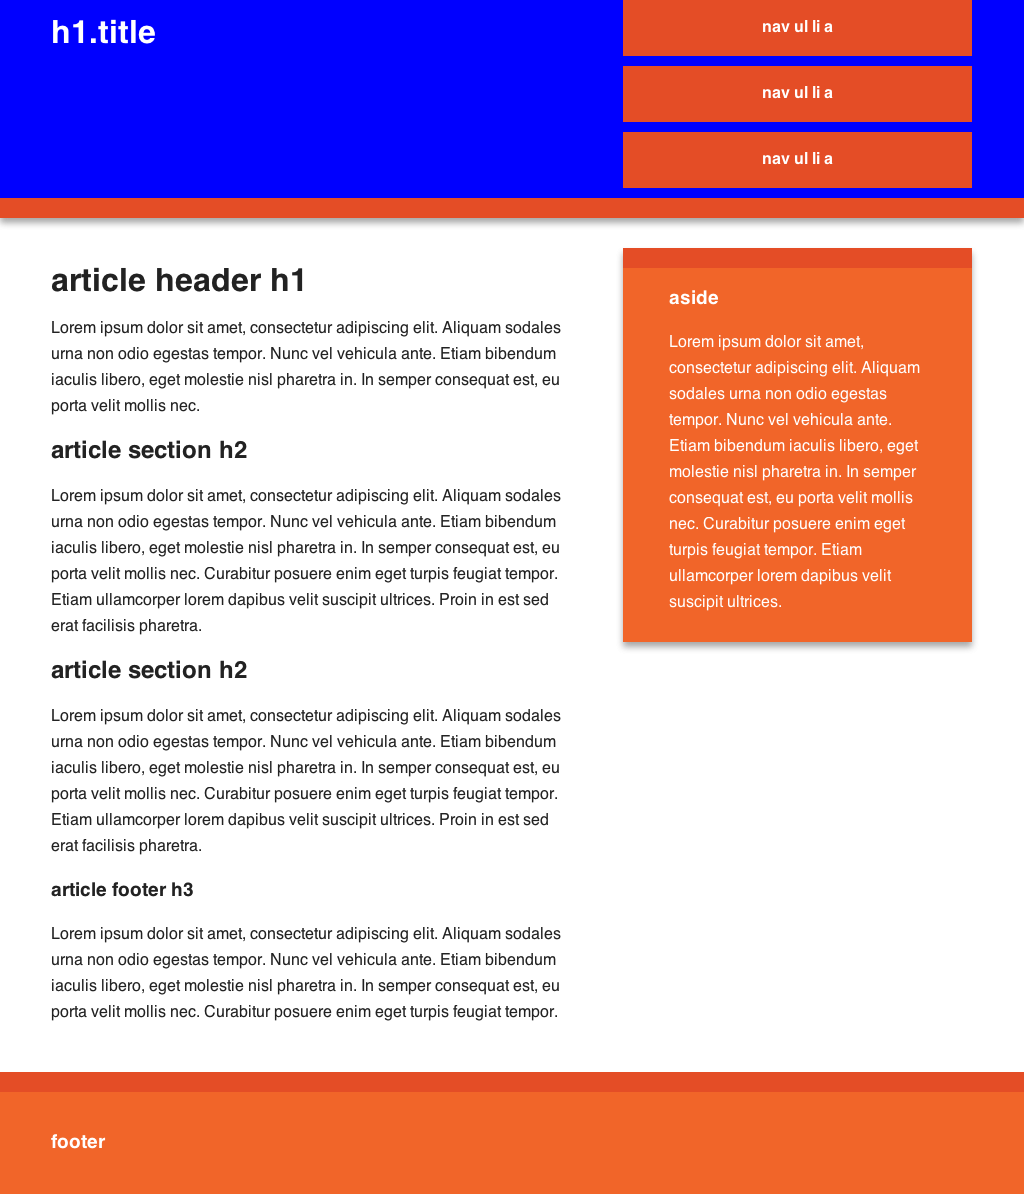 h1.title
nav ul li a
nav ul li a
nav ul li a
article header h1
Lorem ipsum dolor sit amet, consectetur adipiscing elit. Aliquam sodales
urna non odio egestas tempor. Nunc vel vehicula ante. Etiam bibendum
iaculis libero, eget molestie nisl pharetra in. In semper consequat est, eu
porta velit mollis nec.
article section h2
Lorem ipsum dolor sit amet, consectetur adipiscing elit. Aliquam sodales
urna non odio egestas tempor. Nunc vel vehicula ante. Etiam bibendum
iaculis libero, eget molestie nisl pharetra in. In semper consequat est, eu
porta velit mollis nec. Curabitur posuere enim eget turpis feugiat tempor.
Etiam ullamcorper lorem dapibus velit suscipit ultrices. Proin in est sed
erat facilisis pharetra.
article section h2
Lorem ipsum dolor sit amet, consectetur adipiscing elit. Aliquam sodales
urna non odio egestas tempor. Nunc vel vehicula ante. Etiam bibendum
iaculis libero, eget molestie nisl pharetra in. In semper consequat est, eu
porta velit mollis nec. Curabitur posuere enim eget turpis feugiat tempor.
Etiam ullamcorper lorem dapibus velit suscipit ultrices. Proin in est sed
erat facilisis pharetra.
article footer h3
Lorem ipsum dolor sit amet, consectetur adipiscing elit. Aliquam sodales
urna non odio egestas tempor. Nunc vel vehicula ante. Etiam bibendum
iaculis libero, eget molestie nisl pharetra in. In semper consequat est, eu
porta velit mollis nec. Curabitur posuere enim eget turpis feugiat tempor.
aside
Lorem ipsum dolor sit amet,
consectetur adipiscing elit. Aliquam
sodales urna non odio egestas
tempor. Nunc vel vehicula ante.
Etiam bibendum iaculis libero, eget
molestie nisl pharetra in. In semper
consequat est, eu porta velit mollis
nec. Curabitur posuere enim eget
turpis feugiat tempor. Etiam
ullamcorper lorem dapibus velit
suscipit ultrices.
footer